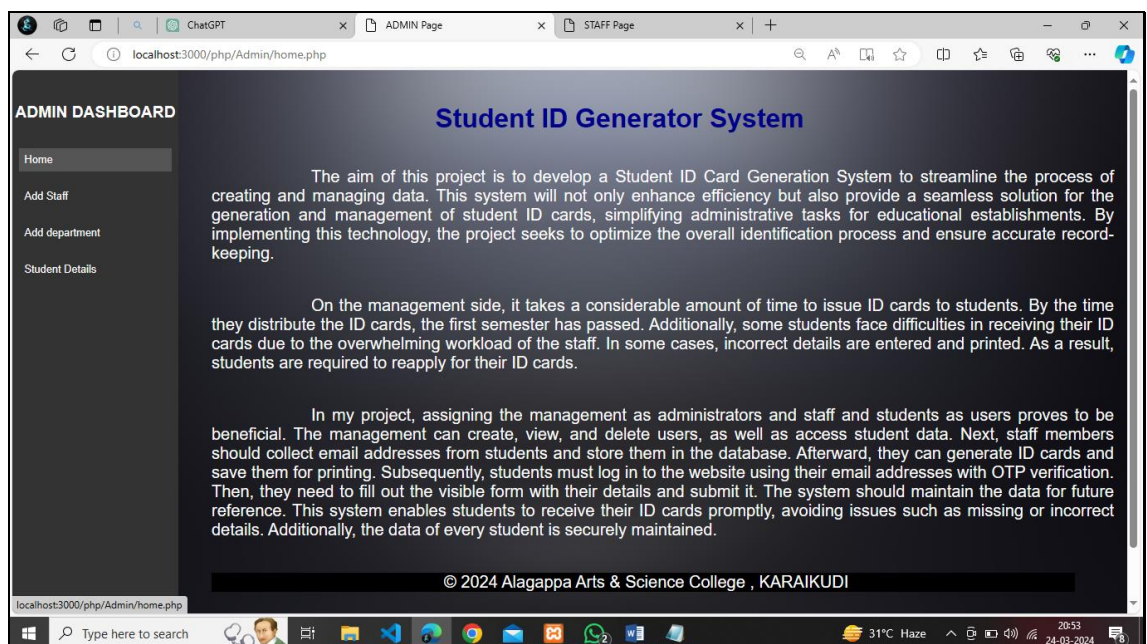 ChatGPT
ADMIN Page
STAFF Page
localhost:3000/php/Admin/home.php
ADMIN DASHBOARD
Home
Add Staff
Add department
Student Details
Student ID Generator System
The aim of this project is to develop a Student ID Card Generation System to streamline the process of
creating and managing data. This system will not only enhance efficiency but also provide a seamless solution for the
generation and management of student ID cards, simplifying administrative tasks for educational establishments. By
implementing this technology, the project seeks to optimize the overall identification process and ensure accurate record-
keeping.
On the management side, it takes a considerable amount of time to issue ID cards to students. By the time
they distribute the ID cards, the first semester has passed. Additionally, some students face difficulties in receiving their ID
cards due to the overwhelming workload of the staff. In some cases, incorrect details are entered and printed. As a result,
students are required to reapply for their ID cards.
In my project, assigning the management as administrators and staff and students as users proves to be
beneficial. The management can create, view, and delete users, as well as access student data. Next, staff members
should collect email addresses from students and store them in the database. Afterward, they can generate ID cards and
save them for printing. Subsequently, students must log in to the website using their email addresses with OTP verification.
Then, they need to fill out the visible form with their details and submit it. The system should maintain the data for future
reference. This system enables students to receive their ID cards promptly, avoiding issues such as missing or incorrect
details. Additionally, the data of every student is securely maintained.
© 2024 Alagappa Arts & Science College , KARAIKUDI
localhost:3000/php/Admin/home.php
Type here to search
31°C Haze
20:53
24-03-2024